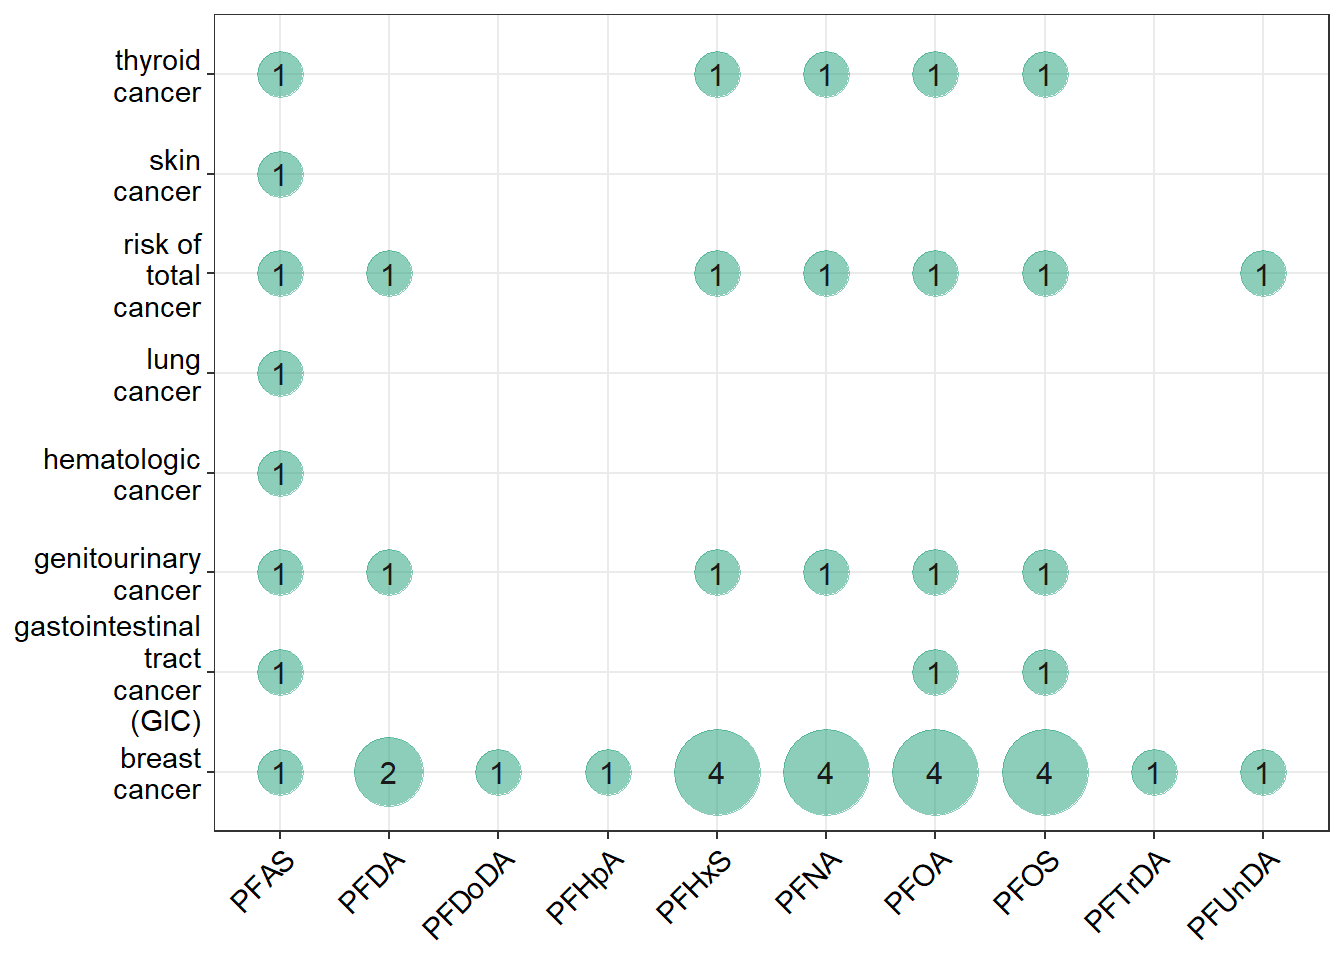 thyroid
cancer
1 1 1 1 1
skin
cancer
1
risk of
total
cancer
1 1 1 1 1 1 1
lung
cancer
1
hematologic
cancer
1
genitourinary
cancer
1 1 1 1 1 1
gastointestinal
tract
cancer
(GIC)
1 1 1
breast
cancer
1 2 1 1 4 4 4 4 1 1
PFAS PFDA PFDoDA PFHpA PFHxS PFNA PFOA PFOS PFTrDA PFUnDA